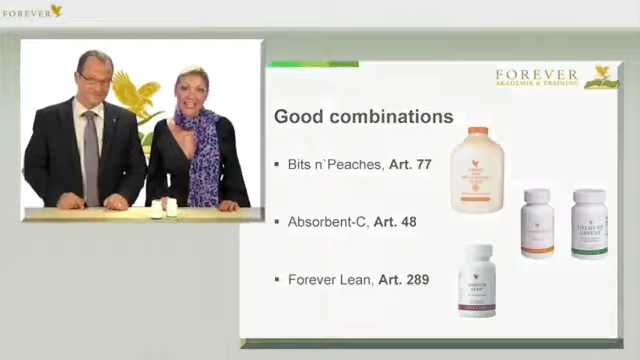 FOREVER
FOREVER
AKADEMIE & TRAINING
Good combinations
▪ Bits n`Peaches, Art. 77
▪ Absorbent-C, Art. 48
▪ Forever Lean, Art. 289